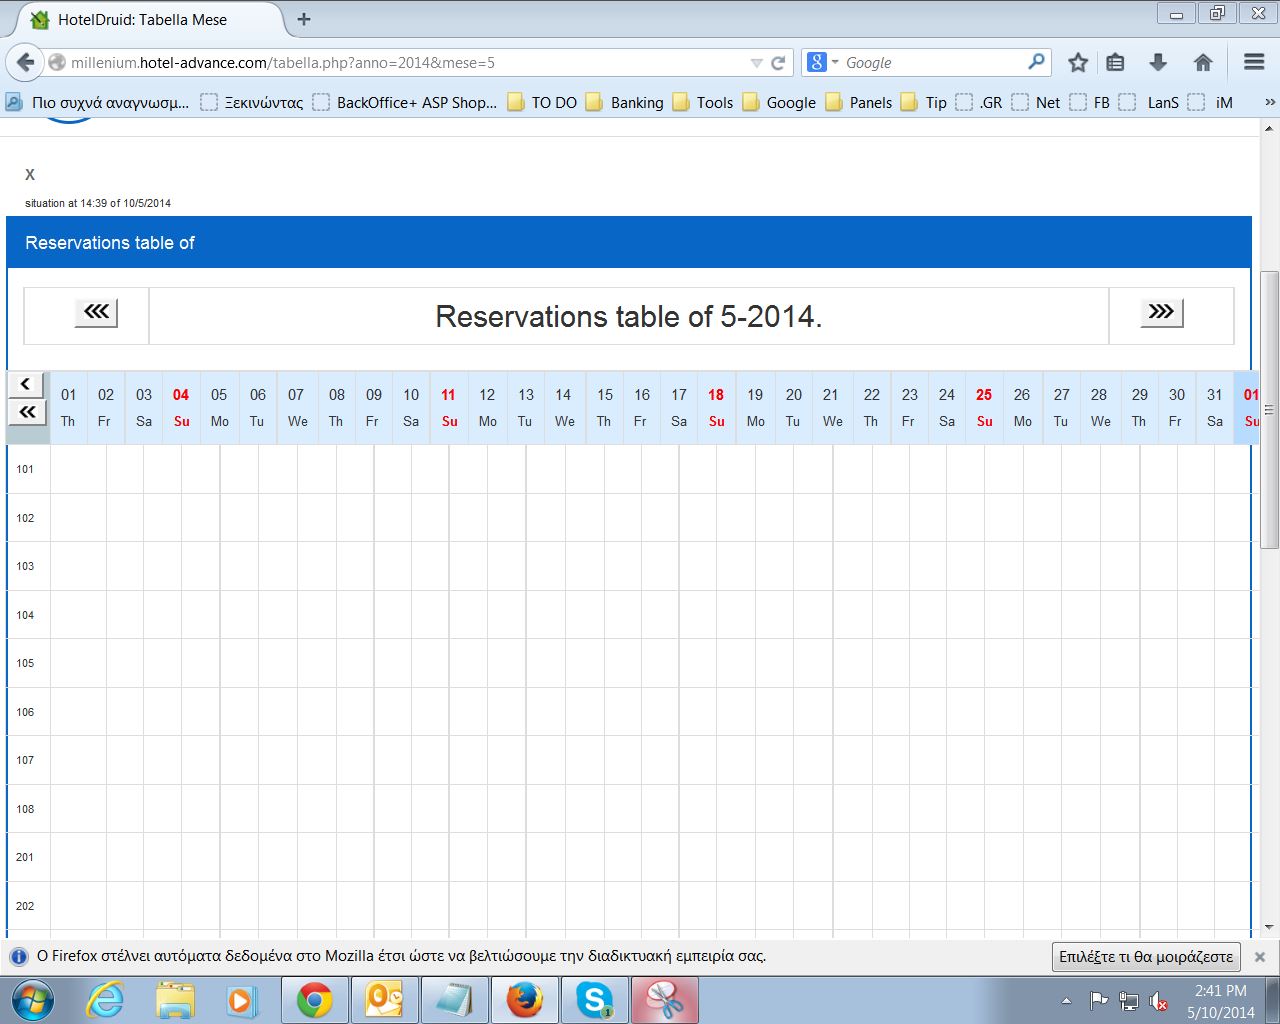 HotelDruid: Tabella Mese
millenium.hotel-advance.com/tabella.php?anno=2014&mese=5
Google
Πιο συχνά αναγνωσμ... Ξεκινώντας BackOffice+ ASP Shop... TO DO Banking Tools Google Panels Tip .GR Net FB LanS iM
X
situation at 14:39 of 10/5/2014
Reservations table of
<<< Reservations table of 5-2014. >>>
<
<<
01 02 03 04 05 06 07 08 09 10 11 12 13 14 15 16 17 18 19 20 21 22 23 24 25 26 27 28 29 30 31 01
Th Fr Sa Su Mo Tu We Th Fr Sa Su Mo Tu We Th Fr Sa Su Mo Tu We Th Fr Sa Su Mo Tu We Th Fr Sa Su
101
102
103
104
105
106
107
108
201
202
Ο Firefox στέλνει αυτόματα δεδομένα στο Mozilla έτσι ώστε να βελτιώσουμε την διαδικτυακή εμπειρία σας. Επιλέξτε τι θα μοιράζεστε
2:41 PM
5/10/2014